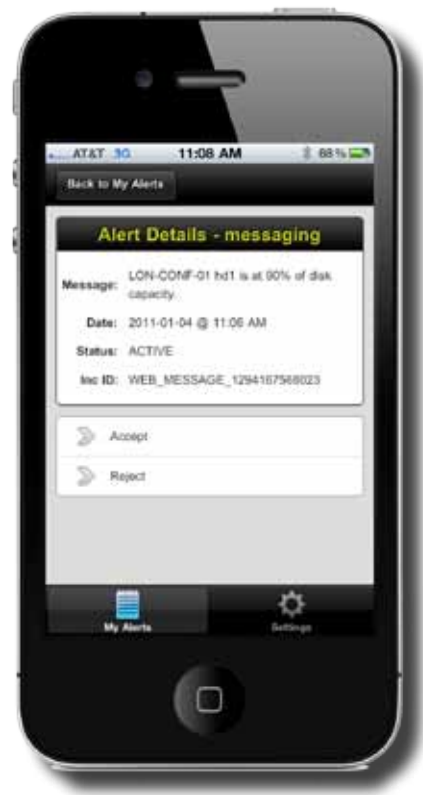 AT&T 3G 11:08 AM 88%
Back to My Alerts
Alert Details - messaging
Message: LON-CONF-01 hd1 is at 90% of disk
capacity.
Date: 2011-01-04 @ 11:06 AM
Status: ACTIVE
Inc ID: WEB_MESSAGE_1294167568023
Accept
Reject
My Alerts Settings